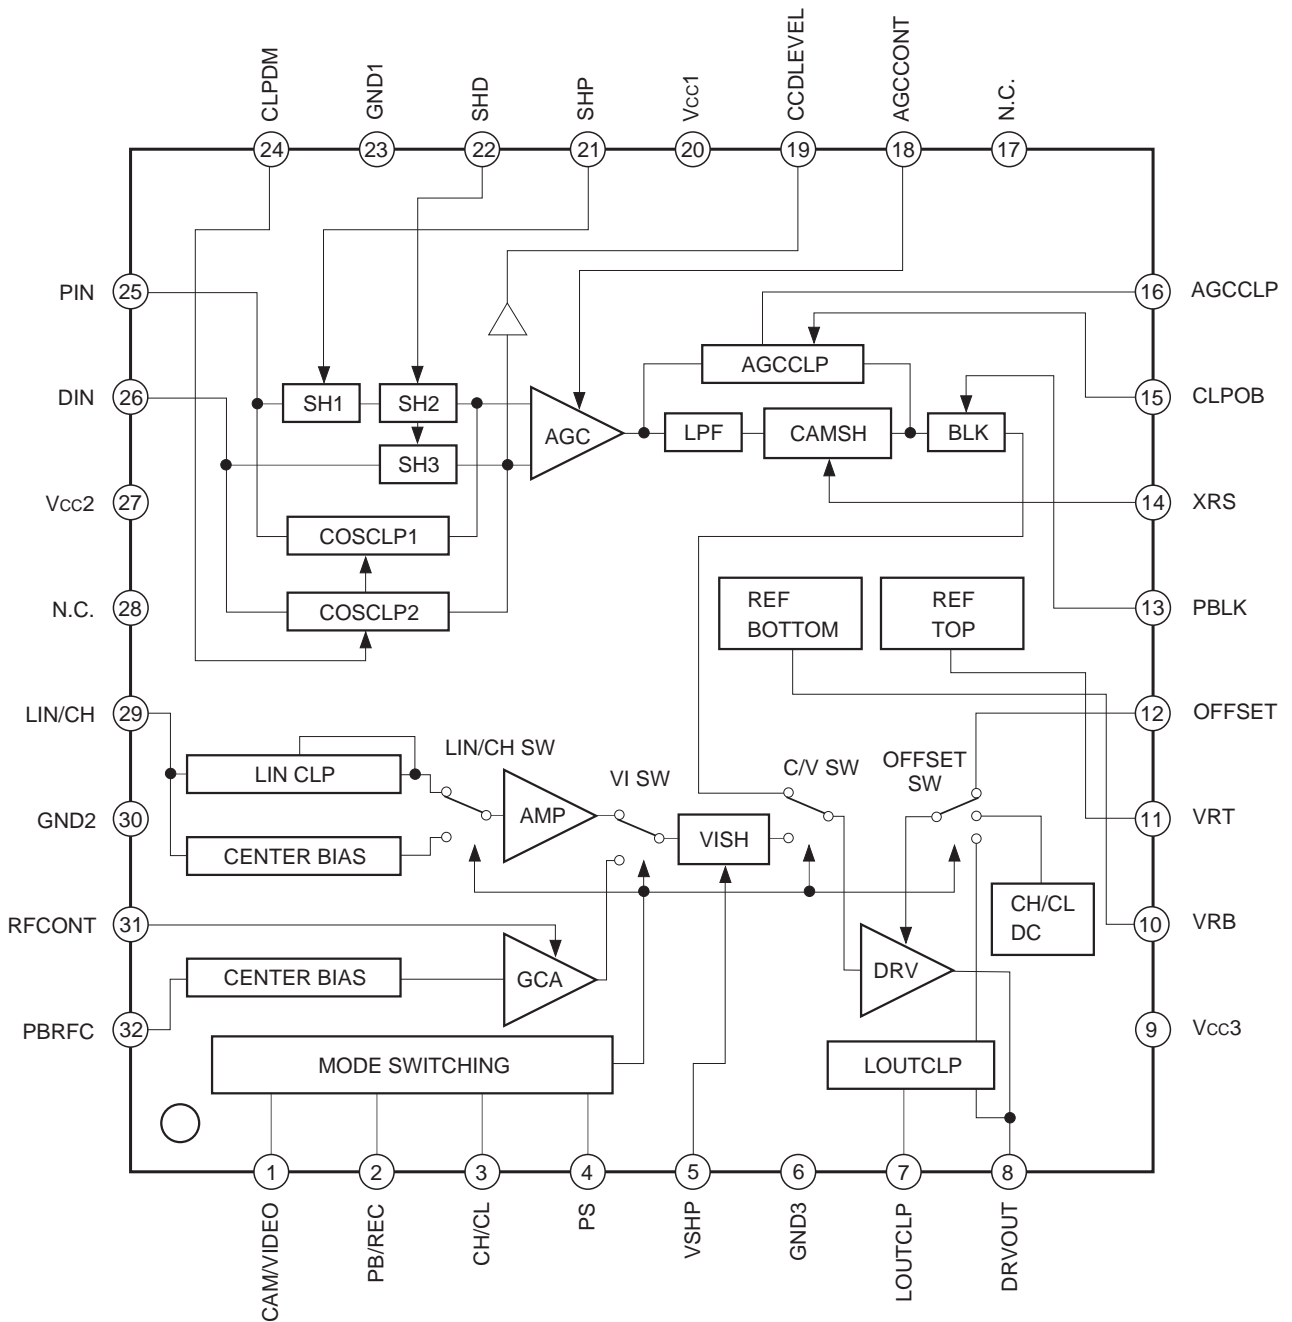 CLPDM
GND1
SHD
SHP
Vcc1
CCDLEVEL
AGCCONT
N.C.
24
23
22
21
20
19
18
17
PIN
25
16
AGCCLP
DIN
26
15
CLPOB
Vcc2
27
14
XRS
N.C.
28
13
PBLK
LIN/CH
29
12
OFFSET
GND2
30
11
VRT
RFCONT
31
10
VRB
PBRFC
32
9
Vcc3
SH1
SH2
SH3
AGC
AGCCLP
LPF
CAMSH
BLK
COSCLP1
COSCLP2
REF
BOTTOM
REF
TOP
LIN CLP
LIN/CH SW
VI SW
C/V SW
OFFSET
SW
AMP
VISH
CENTER BIAS
CH/CL
DC
CENTER BIAS
GCA
DRV
MODE SWITCHING
LOUTCLP
1
2
3
4
5
6
7
8
CAM/VIDEO
PB/REC
CH/CL
PS
VSHP
GND3
LOUTCLP
DRVOUT